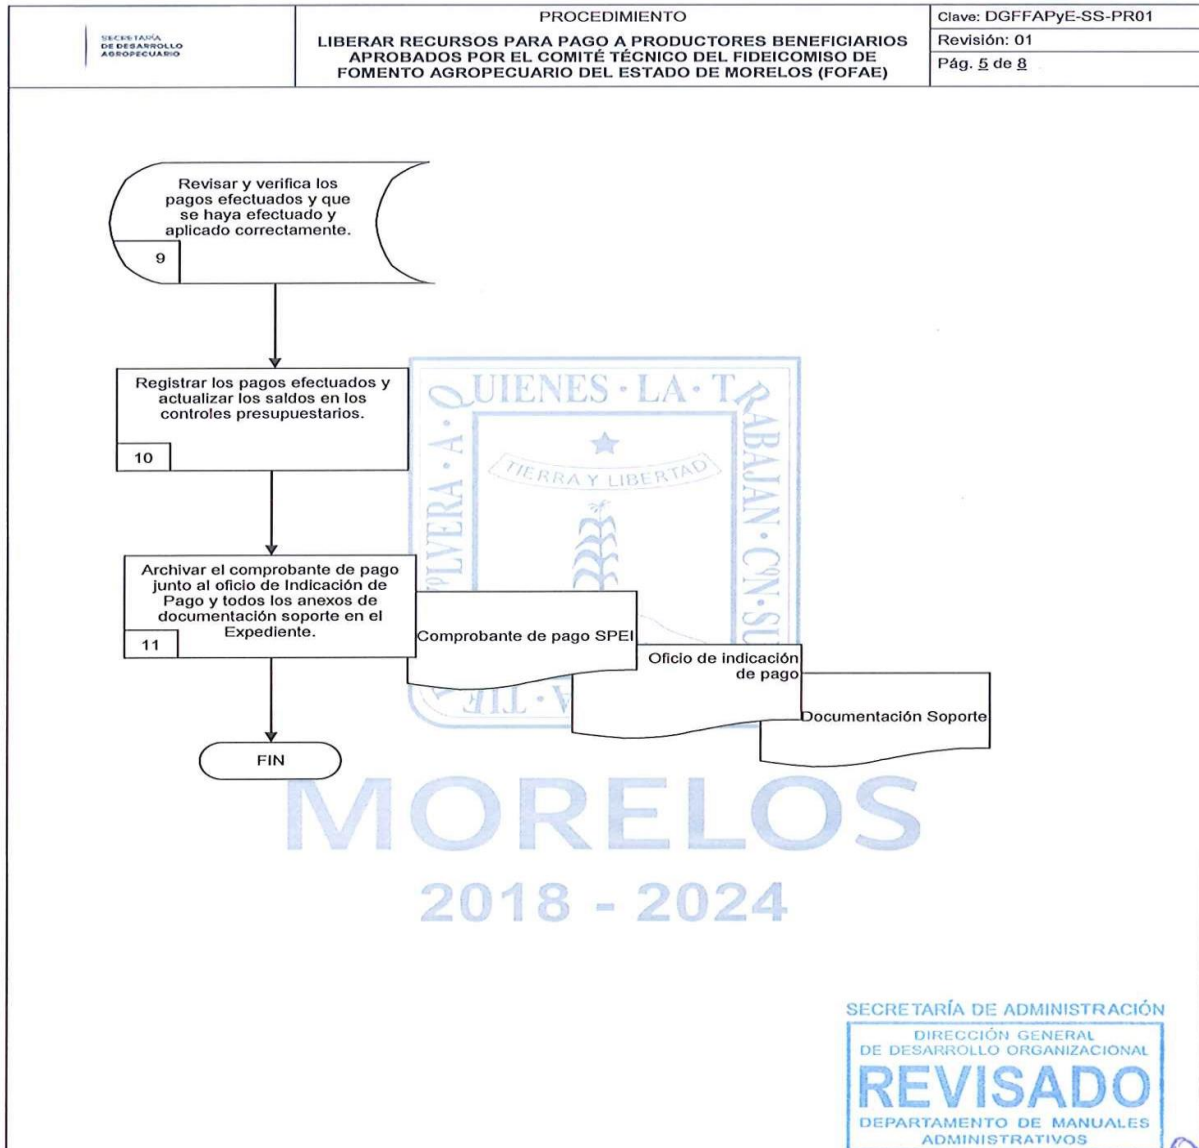 SECRETARÍA
DE DESARROLLO
AGROPECUARIO
PROCEDIMIENTO
LIBERAR RECURSOS PARA PAGO A PRODUCTORES BENEFICIARIOS
APROBADOS POR EL COMITÉ TÉCNICO DEL FIDEICOMISO DE
FOMENTO AGROPECUARIO DEL ESTADO DE MORELOS (FOFAE)
Clave: DGFFAPyE-SS-PR01
Revisión: 01
Pág. 5 de 8
Revisar y verifica los
pagos efectuados y que
se haya efectuado y
aplicado correctamente.
9
Registrar los pagos efectuados y
actualizar los saldos en los
controles presupuestarios.
10
Archivar el comprobante de pago
junto al oficio de Indicación de
Pago y todos los anexos de
documentación soporte en el
Expediente.
11
Comprobante de pago SPEI
Oficio de indicación
de pago
Documentación Soporte
FIN
VOLVERA · A · QUIENES · LA · TRABAJAN · CON · SU
TIERRA Y LIBERTAD
MORELOS
2018 - 2024
SECRETARÍA DE ADMINISTRACIÓN
DIRECCIÓN GENERAL
DE DESARROLLO ORGANIZACIONAL
REVISADO
DEPARTAMENTO DE MANUALES
ADMINISTRATIVOS